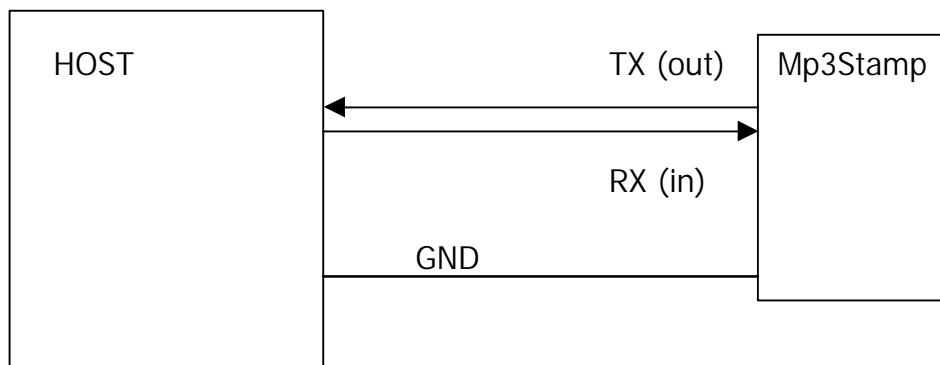 HOST
TX (out)
Mp3Stamp
RX (in)
GND